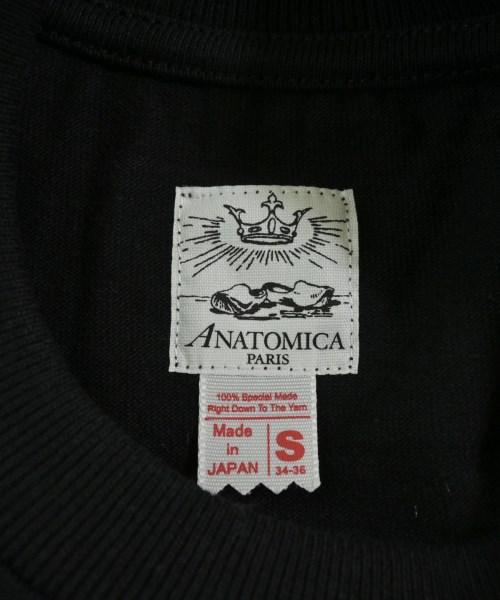 ANATOMICA
PARIS
100% Special Made
Right Down To The Yarn
Made
in
JAPAN
S
34-36